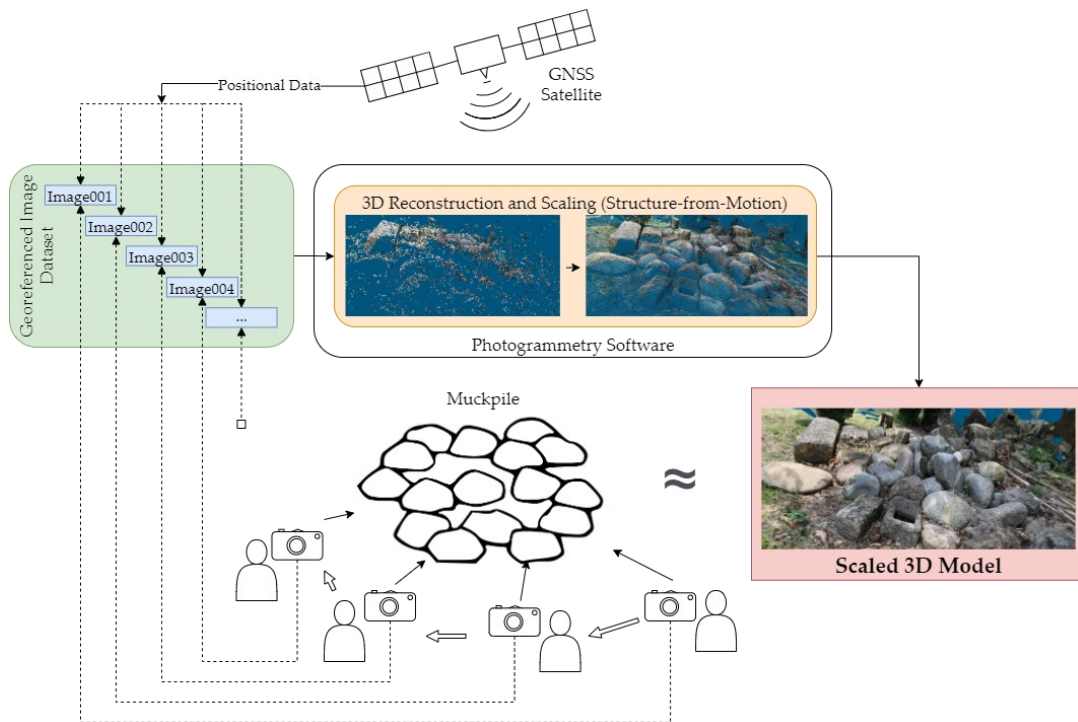 Positional Data
GNSS
Satellite
Georeferenced Image
Dataset
Image001
Image002
Image003
Image004
...
3D Reconstruction and Scaling (Structure-from-Motion)
Photogrammetry Software
Muckpile
≈
Scaled 3D Model